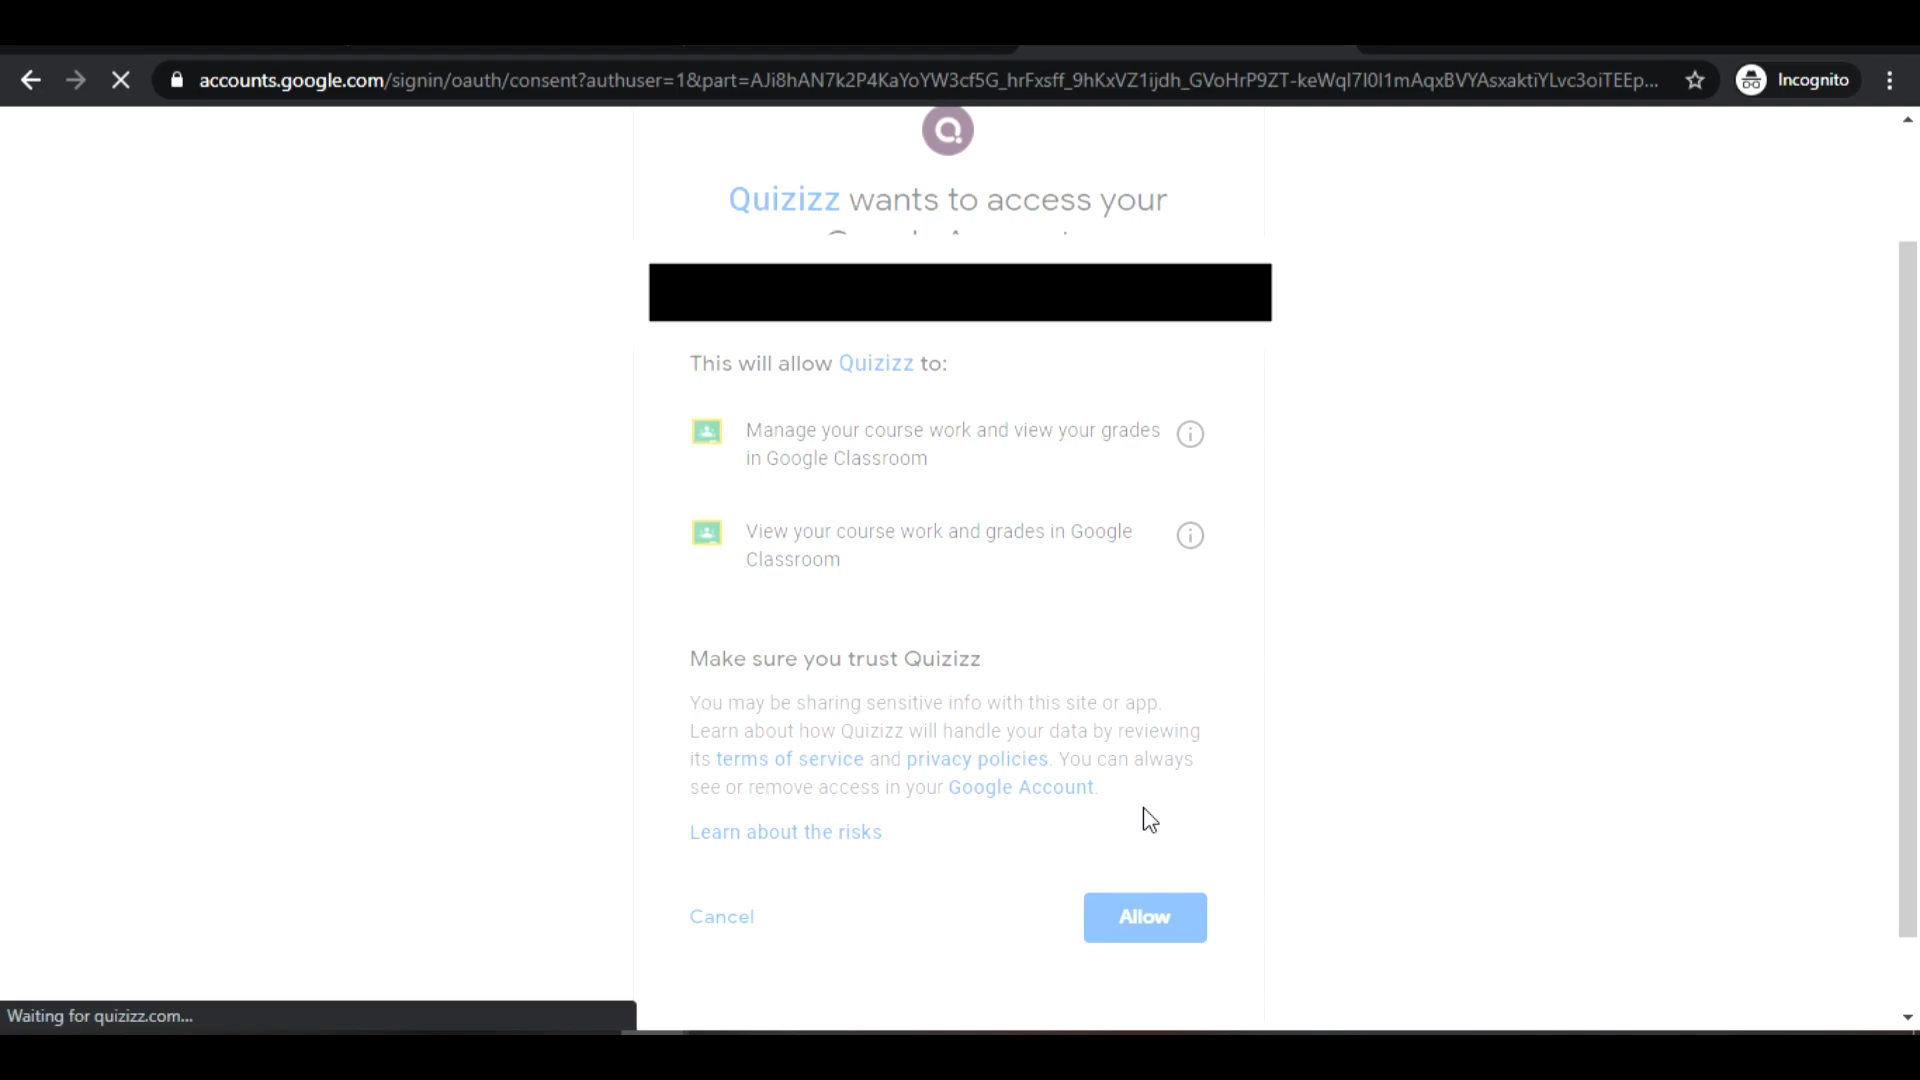 accounts.google.com/signin/oauth/consent?authuser=1&part=AJi8hAN7k2P4KaYoYW3cf5G_hrFxsff_9hKxVZ1ijdh_GVoHrP9ZT-keWqI7I0I1mAqxBVYAsxaktiYLvc3oiTEEp...
Incognito
Quizizz wants to access your
This will allow Quizizz to:
Manage your course work and view your grades
in Google Classroom
View your course work and grades in Google
Classroom
Make sure you trust Quizizz
You may be sharing sensitive info with this site or app.
Learn about how Quizizz will handle your data by reviewing
its terms of service and privacy policies. You can always
see or remove access in your Google Account.
Learn about the risks
Cancel
Allow
Waiting for quizizz.com...